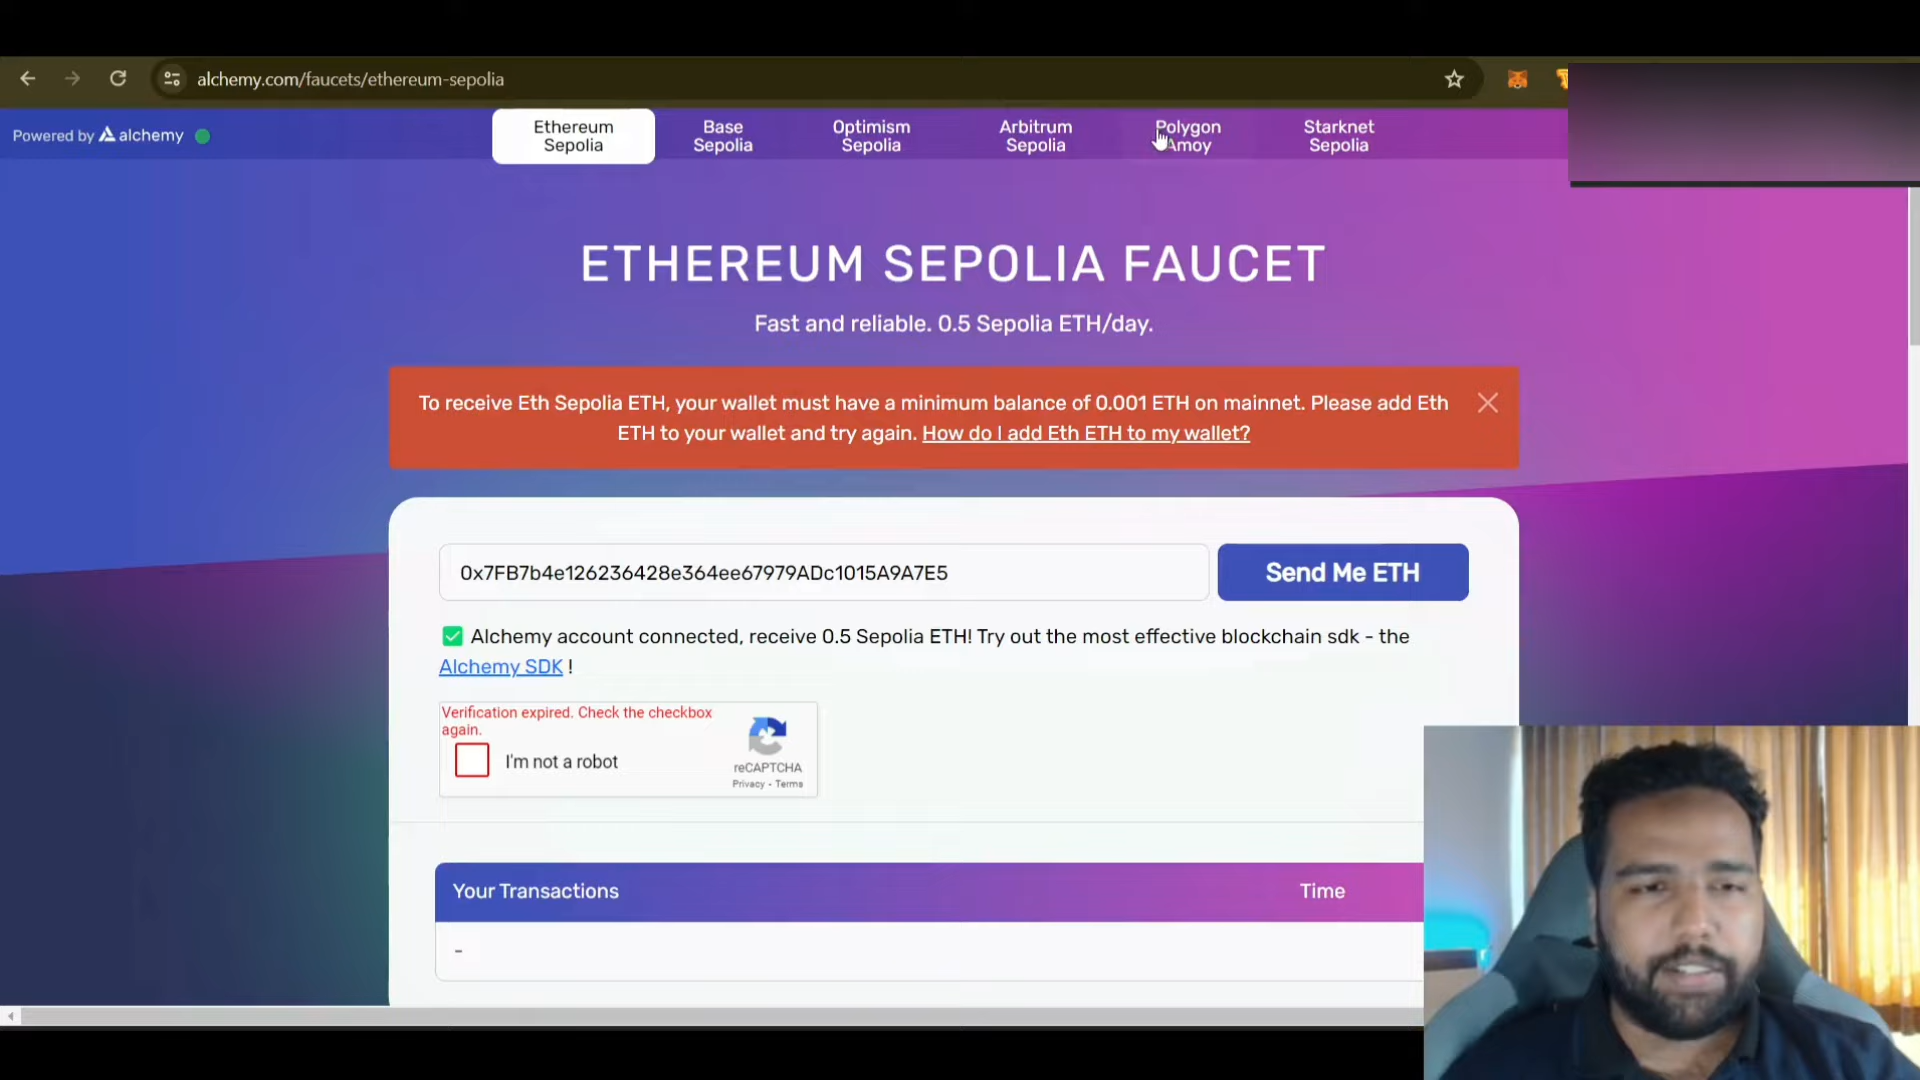 alchemy.com/faucets/ethereum-sepolia
Powered by alchemy
Ethereum
Sepolia
Base
Sepolia
Optimism
Sepolia
Arbitrum
Sepolia
Polygon
Amoy
Starknet
Sepolia
ETHEREUM SEPOLIA FAUCET
Fast and reliable. 0.5 Sepolia ETH/day.
To receive Eth Sepolia ETH, your wallet must have a minimum balance of 0.001 ETH on mainnet. Please add Eth
ETH to your wallet and try again. How do I add Eth ETH to my wallet?
0x7FB7b4e126236428e364ee67979ADc1015A9A7E5
Send Me ETH
Alchemy account connected, receive 0.5 Sepolia ETH! Try out the most effective blockchain sdk - the
Alchemy SDK !
Verification expired. Check the checkbox
again.
I'm not a robot
reCAPTCHA
Privacy - Terms
Your Transactions
Time
-